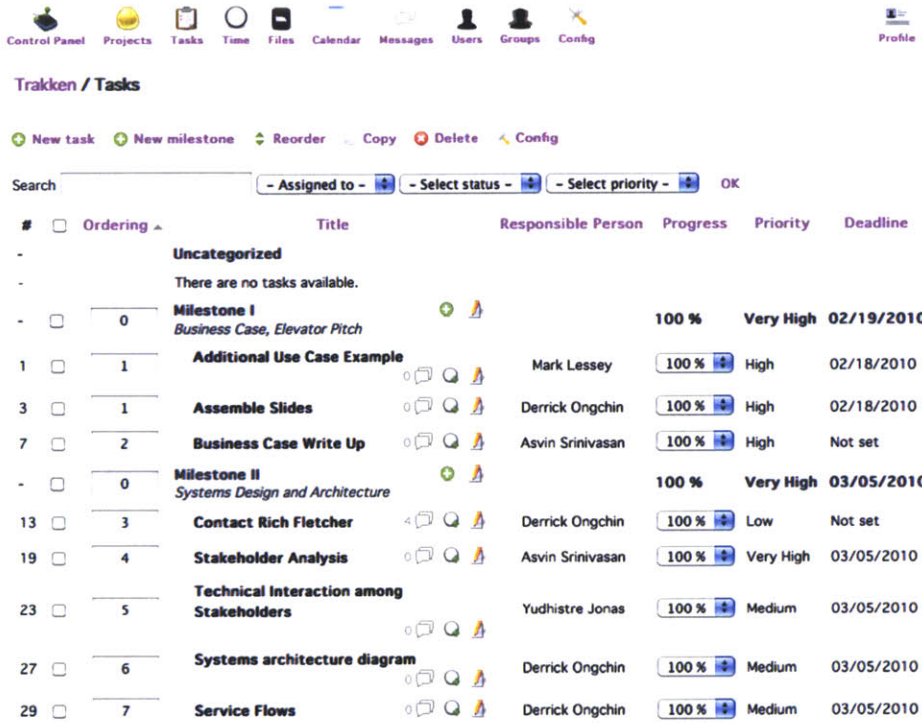 Control Panel Projects Tasks Time Files Calendar Messages Users Groups Config Profile
Trakken / Tasks
New task New milestone Reorder Copy Delete Config
Search - Assigned to - - Select status - - Select priority - OK
# Ordering Title Responsible Person Progress Priority Deadline
- Uncategorized
- There are no tasks available.
Milestone I
- 0 100 % Very High 02/19/2010
Business Case, Elevator Pitch
Additional Use Case Example
1 1 0 Mark Lessey 100 % High 02/18/2010
3 1 Assemble Slides 0 Derrick Ongchin 100 % High 02/18/2010
7 2 Business Case Write Up 0 Asvin Srinivasan 100 % High Not set
Milestone II
- 0 100 % Very High 03/05/2010
Systems Design and Architecture
13 3 Contact Rich Fletcher 4 Derrick Ongchin 100 % Low Not set
19 4 Stakeholder Analysis 0 Asvin Srinivasan 100 % Very High 03/05/2010
Technical Interaction among
23 5 Stakeholders Yudhistre Jonas 100 % Medium 03/05/2010
0
Systems architecture diagram
27 6 0 Derrick Ongchin 100 % Medium 03/05/2010
29 7 Service Flows 0 Derrick Ongchin 100 % Medium 03/05/2010